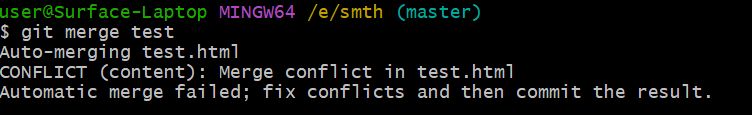 user@Surface-Laptop MINGW64 /e/smth (master)
$ git merge test
Auto-merging test.html
CONFLICT (content): Merge conflict in test.html
Automatic merge failed; fix conflicts and then commit the result.